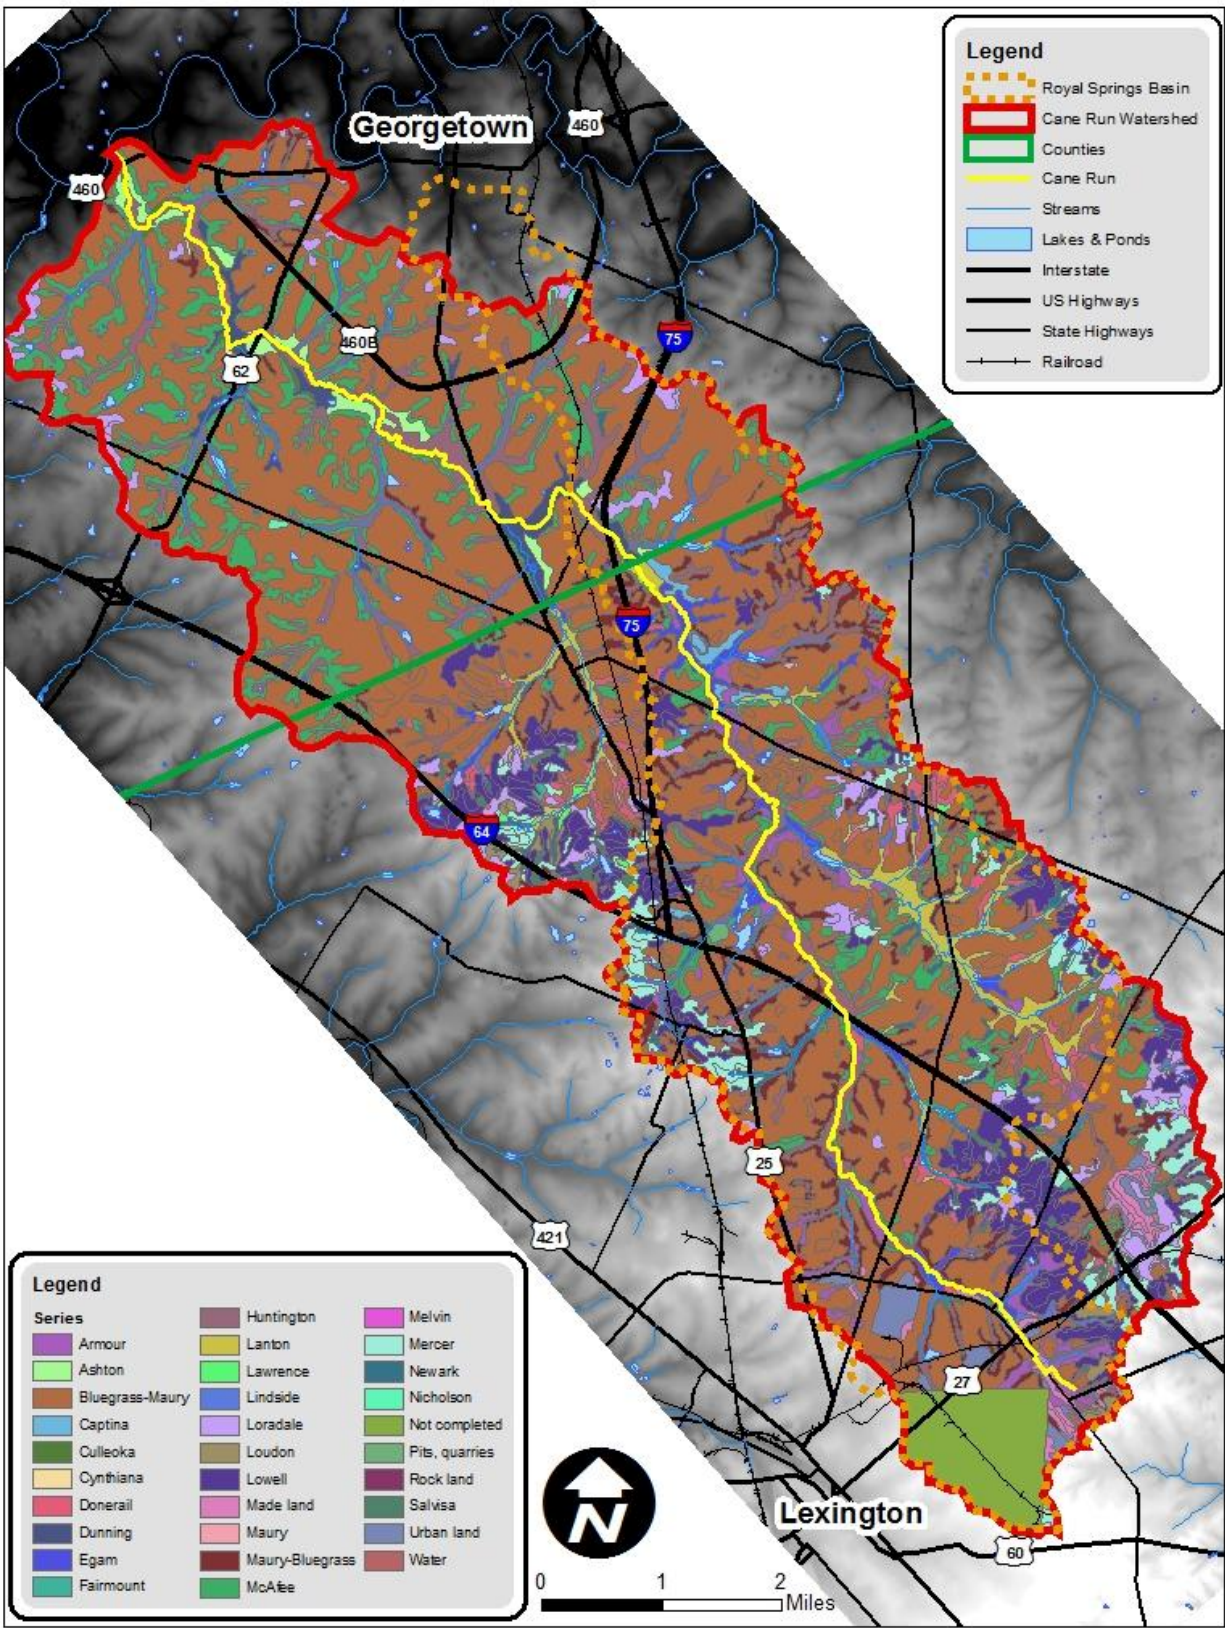 Legend
Royal Springs Basin
Cane Run Watershed
Counties
Cane Run
Streams
Lakes & Ponds
Interstate
US Highways
State Highways
Railroad
Georgetown
460
460
75
460B
62
75
64
25
421
27
Lexington
60
Legend
Series
Armour
Ashton
Bluegrass-Maury
Captina
Culleoka
Cynthiana
Donerail
Dunning
Egam
Fairmount
Huntington
Lanton
Lawrence
Lindside
Loradale
Loudon
Lowell
Made land
Maury
Maury-Bluegrass
McAfee
Melvin
Mercer
Newark
Nicholson
Not completed
Pits, quarries
Rock land
Salvisa
Urban land
Water
N
0 1 2
Miles